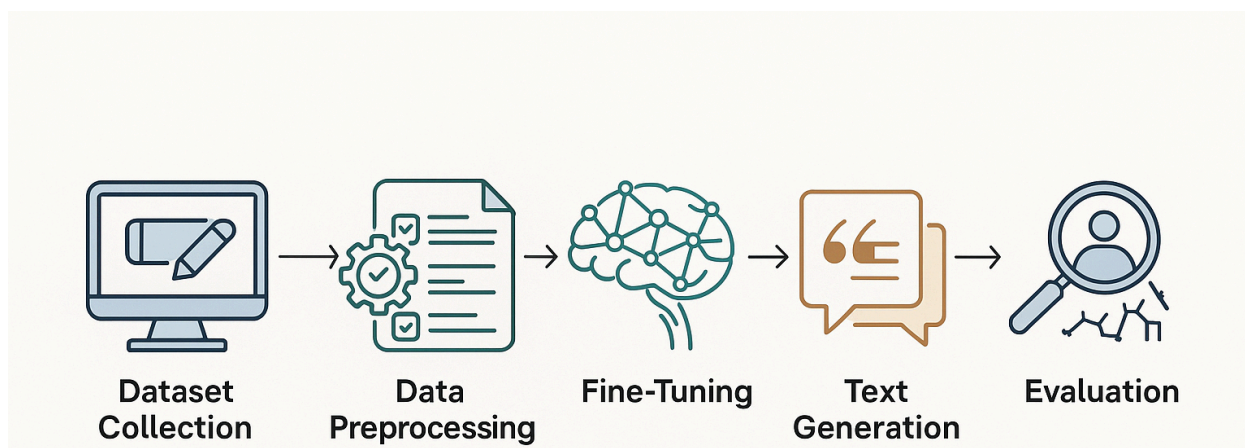 Dataset
Collection
Data
Preprocessing
Fine-Tuning
Text
Generation
Evaluation